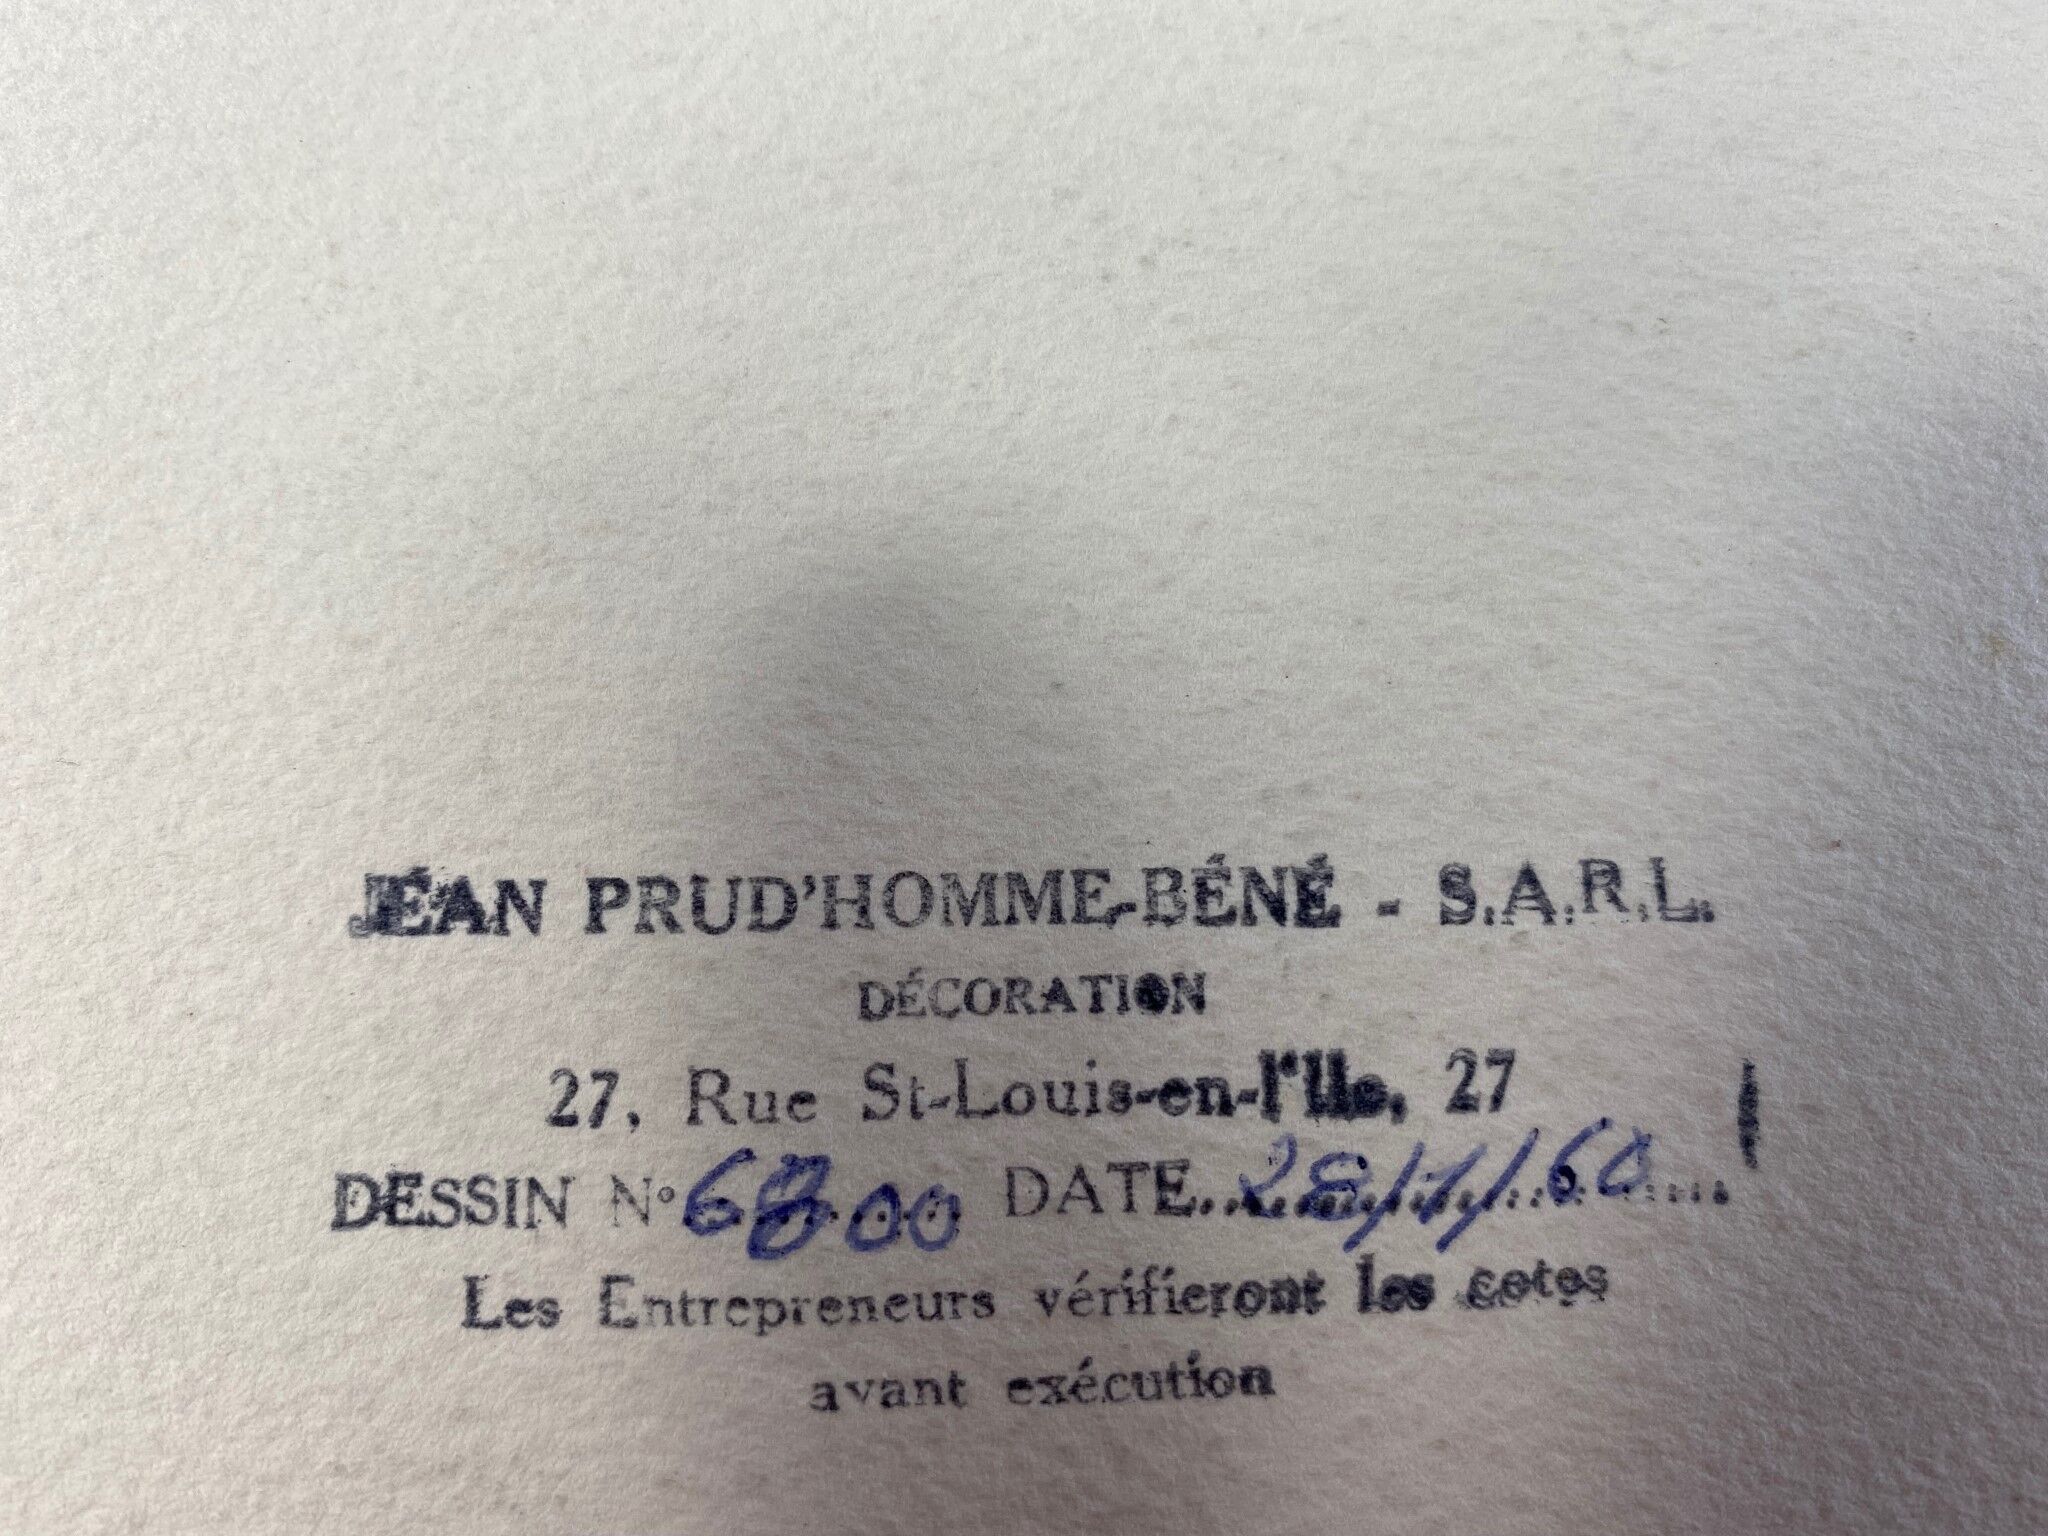 JEAN PRUD'HOMME-BÉNÉ - S.A.R.L.
DÉCORATION
27, Rue St-Louis-en-l'Ile, 27
DESSIN N° 6800 DATE 28/1/60
Les Entrepreneurs vérifieront les cotes
avant exécution